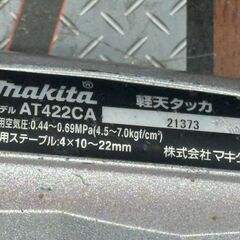 makita 軽天タッカ
デル AT422CA 21373
用空気圧:0.44~0.69MPa(4.5~7.0kgf/cm²)
用ステープル:4×10~22mm 株式会社マキタ